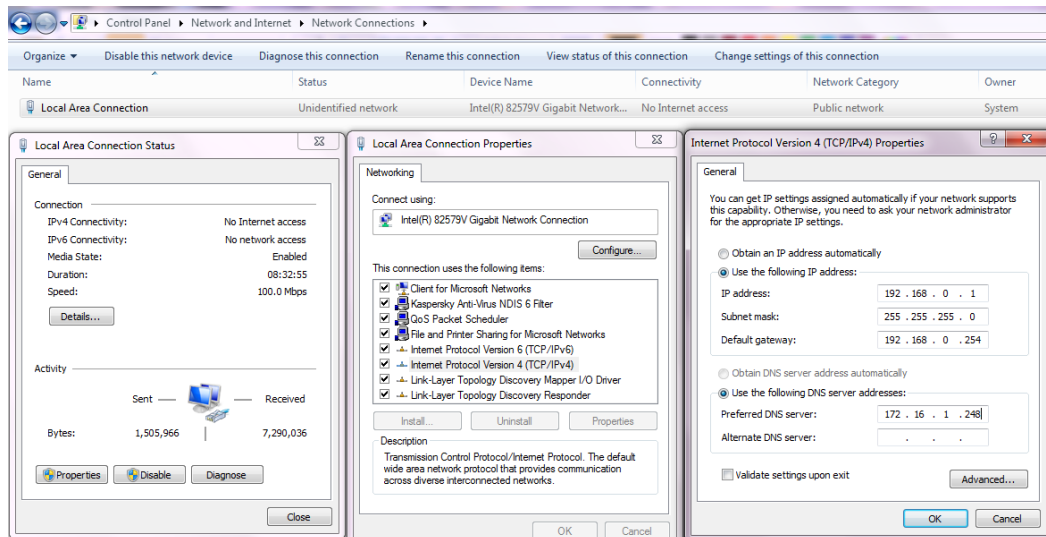 Control Panel ▸ Network and Internet ▸ Network Connections ▸
Organize Disable this network device Diagnose this connection Rename this connection View status of this connection Change settings of this connection
Name Status Device Name Connectivity Network Category Owner
Local Area Connection Unidentified network Intel(R) 82579V Gigabit Network... No Internet access Public network System
Local Area Connection Status
General
Connection
IPv4 Connectivity: No Internet access
IPv6 Connectivity: No network access
Media State: Enabled
Duration: 08:32:55
Speed: 100.0 Mbps
Details...
Activity
Sent Received
Bytes: 1,505,966 7,290,036
Properties Disable Diagnose
Close
Local Area Connection Properties
Networking
Connect using:
Intel(R) 82579V Gigabit Network Connection
Configure...
This connection uses the following items:
Client for Microsoft Networks
Kaspersky Anti-Virus NDIS 6 Filter
QoS Packet Scheduler
File and Printer Sharing for Microsoft Networks
Internet Protocol Version 6 (TCP/IPv6)
Internet Protocol Version 4 (TCP/IPv4)
Link-Layer Topology Discovery Mapper I/O Driver
Link-Layer Topology Discovery Responder
Install... Uninstall Properties
Description
Transmission Control Protocol/Internet Protocol. The default
wide area network protocol that provides communication
across diverse interconnected networks.
OK Cancel
Internet Protocol Version 4 (TCP/IPv4) Properties
General
You can get IP settings assigned automatically if your network supports
this capability. Otherwise, you need to ask your network administrator
for the appropriate IP settings.
Obtain an IP address automatically
Use the following IP address:
IP address: 192 . 168 . 0 . 1
Subnet mask: 255 . 255 . 255 . 0
Default gateway: 192 . 168 . 0 . 254
Obtain DNS server address automatically
Use the following DNS server addresses:
Preferred DNS server: 172 . 16 . 1 . 248
Alternate DNS server: . . .
Validate settings upon exit
Advanced...
OK Cancel